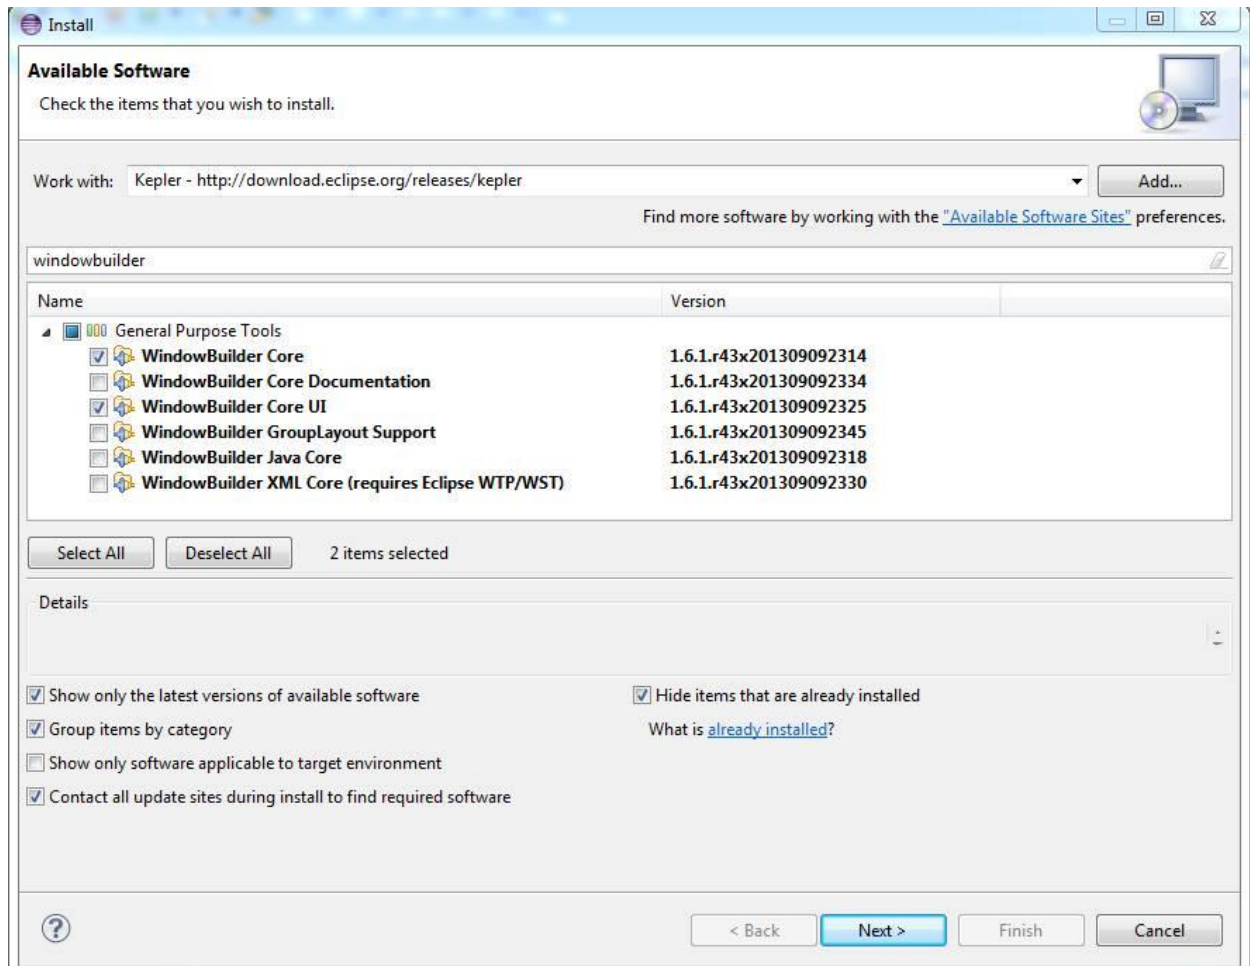 Install
Available Software
Check the items that you wish to install.
Work with: Kepler - http://download.eclipse.org/releases/kepler Add...
Find more software by working with the "Available Software Sites" preferences.
windowbuilder
Name Version
General Purpose Tools
WindowBuilder Core 1.6.1.r43x201309092314
WindowBuilder Core Documentation 1.6.1.r43x201309092334
WindowBuilder Core UI 1.6.1.r43x201309092325
WindowBuilder GroupLayout Support 1.6.1.r43x201309092345
WindowBuilder Java Core 1.6.1.r43x201309092318
WindowBuilder XML Core (requires Eclipse WTP/WST) 1.6.1.r43x201309092330
Select All Deselect All 2 items selected
Details
Show only the latest versions of available software Hide items that are already installed
Group items by category What is already installed?
Show only software applicable to target environment
Contact all update sites during install to find required software
? < Back Next > Finish Cancel